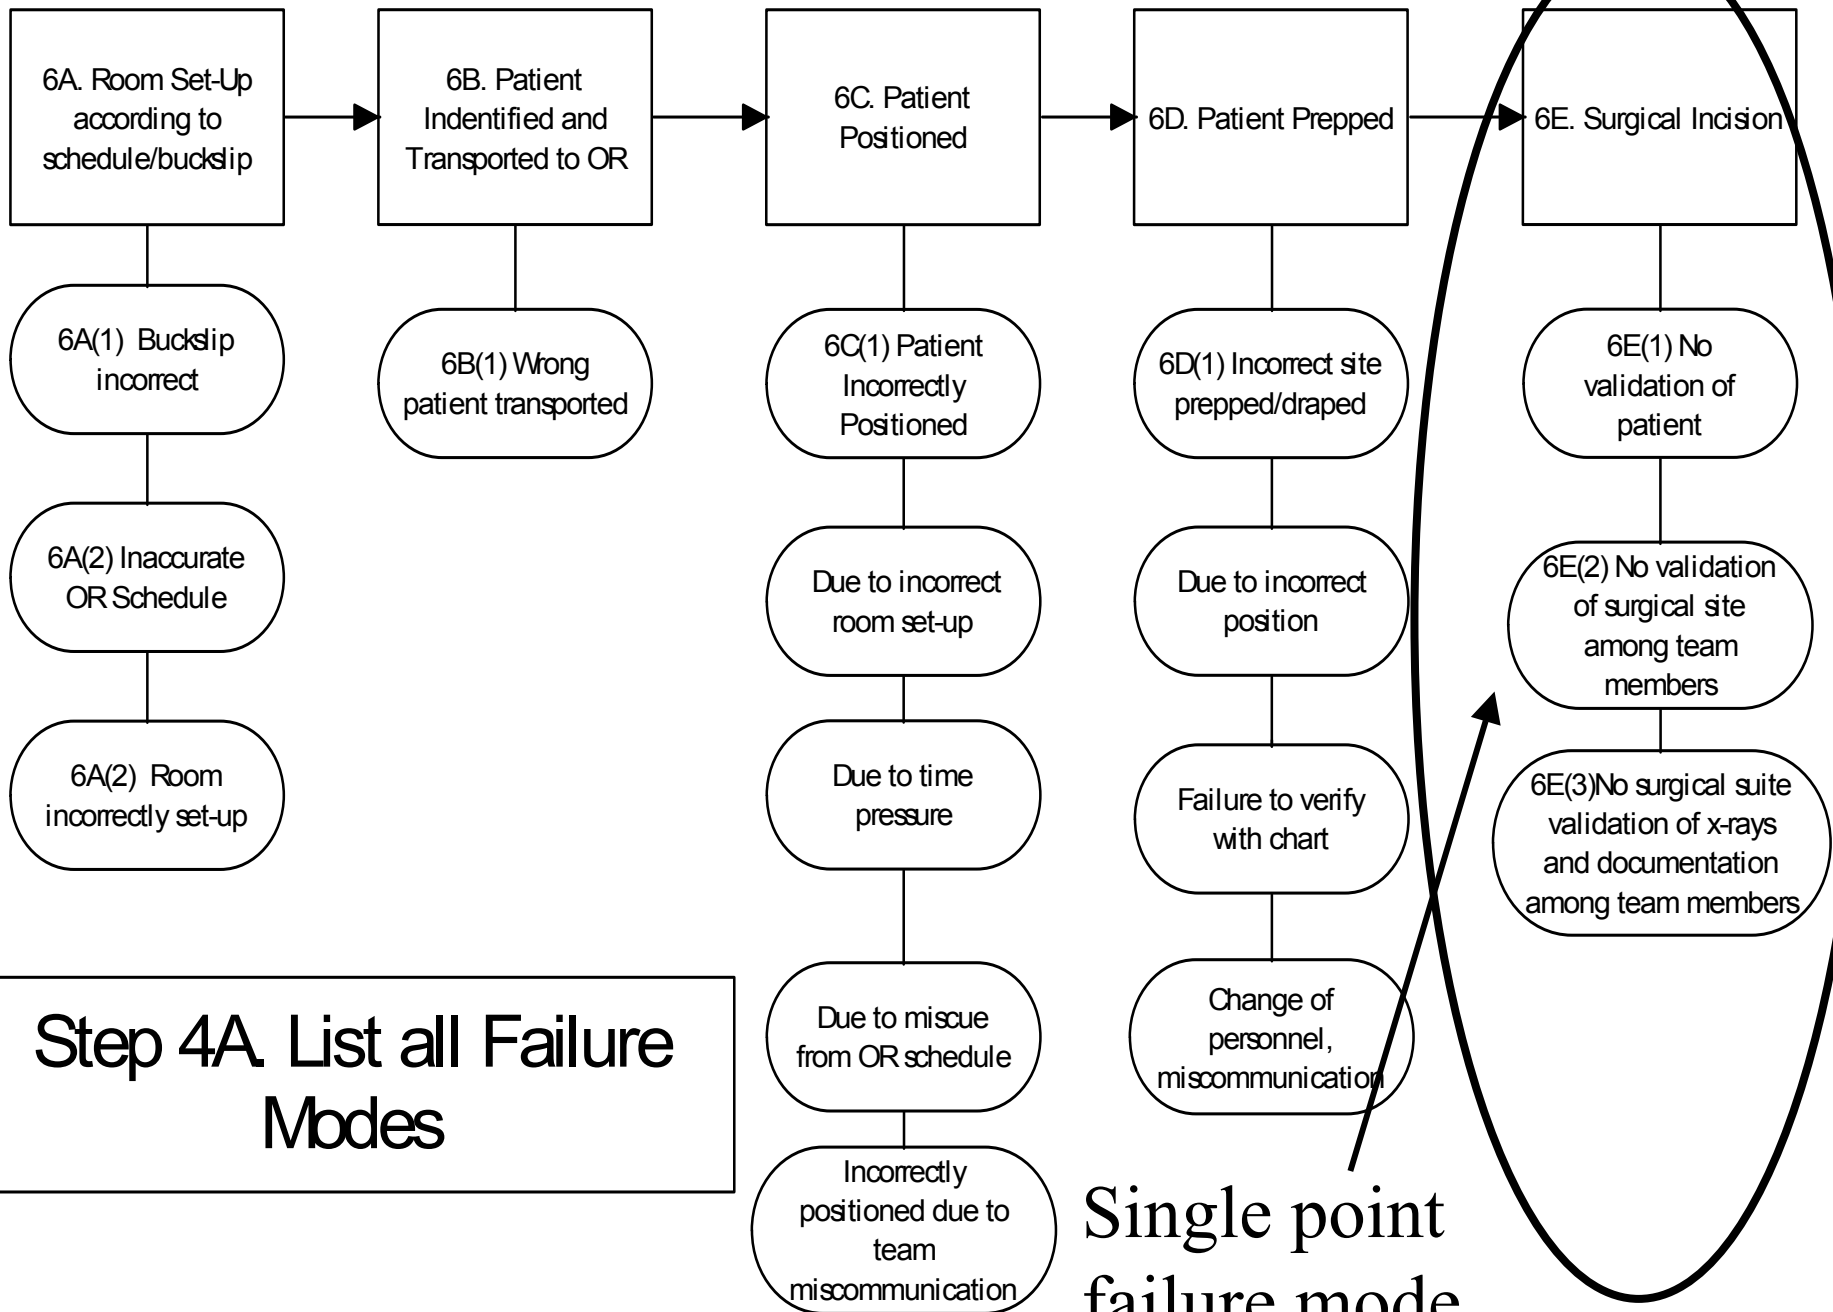 6A. Room Set-Up
according to
schedule/buckslip
6B. Patient
Indentified and
Transported to OR
6C. Patient
Positioned
6D. Patient Prepped
6E. Surgical Incision
6A(1) Buckslip
incorrect
6A(2) Inaccurate
OR Schedule
6A(2) Room
incorrectly set-up
6B(1) Wrong
patient transported
6C(1) Patient
Incorrectly
Positioned
Due to incorrect
room set-up
Due to time
pressure
Due to miscue
from OR schedule
Incorrectly
positioned due to
team
miscommunication
6D(1) Incorrect site
prepped/draped
Due to incorrect
position
Failure to verify
with chart
Change of
personnel,
miscommunication
6E(1) No
validation of
patient
6E(2) No validation
of surgical site
among team
members
6E(3)No surgical suite
validation of x-rays
and documentation
among team members
Step 4A. List all Failure
Modes
Single point
failure mode